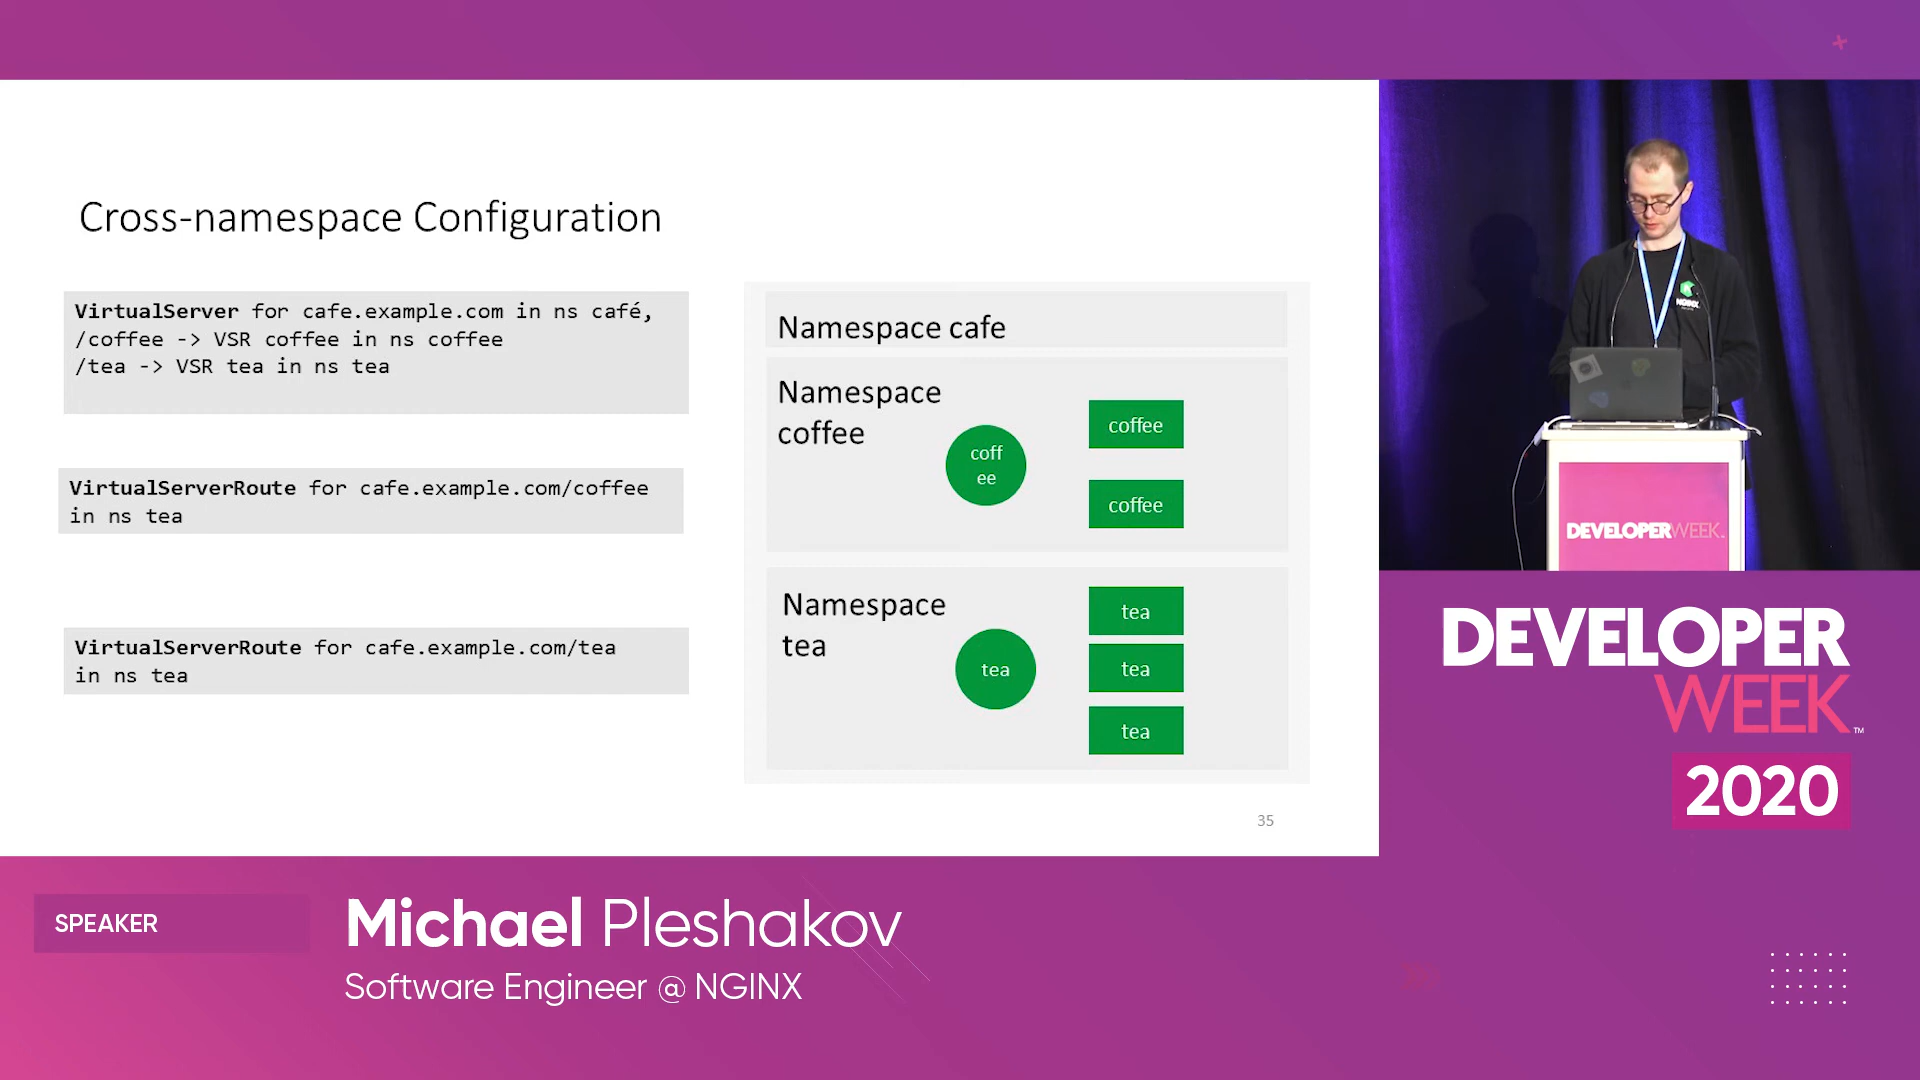 Cross-namespace Configuration
VirtualServer for cafe.example.com in ns café,
/coffee -> VSR coffee in ns coffee
/tea -> VSR tea in ns tea
VirtualServerRoute for cafe.example.com/coffee
in ns tea
VirtualServerRoute for cafe.example.com/tea
in ns tea
Namespace cafe
Namespace
coffee
coff
ee
coffee
coffee
Namespace
tea
tea
tea
tea
tea
35
NGINX
DEVELOPERWEEK.
DEVELOPER
WEEK™
2020
SPEAKER
Michael Pleshakov
Software Engineer @ NGINX